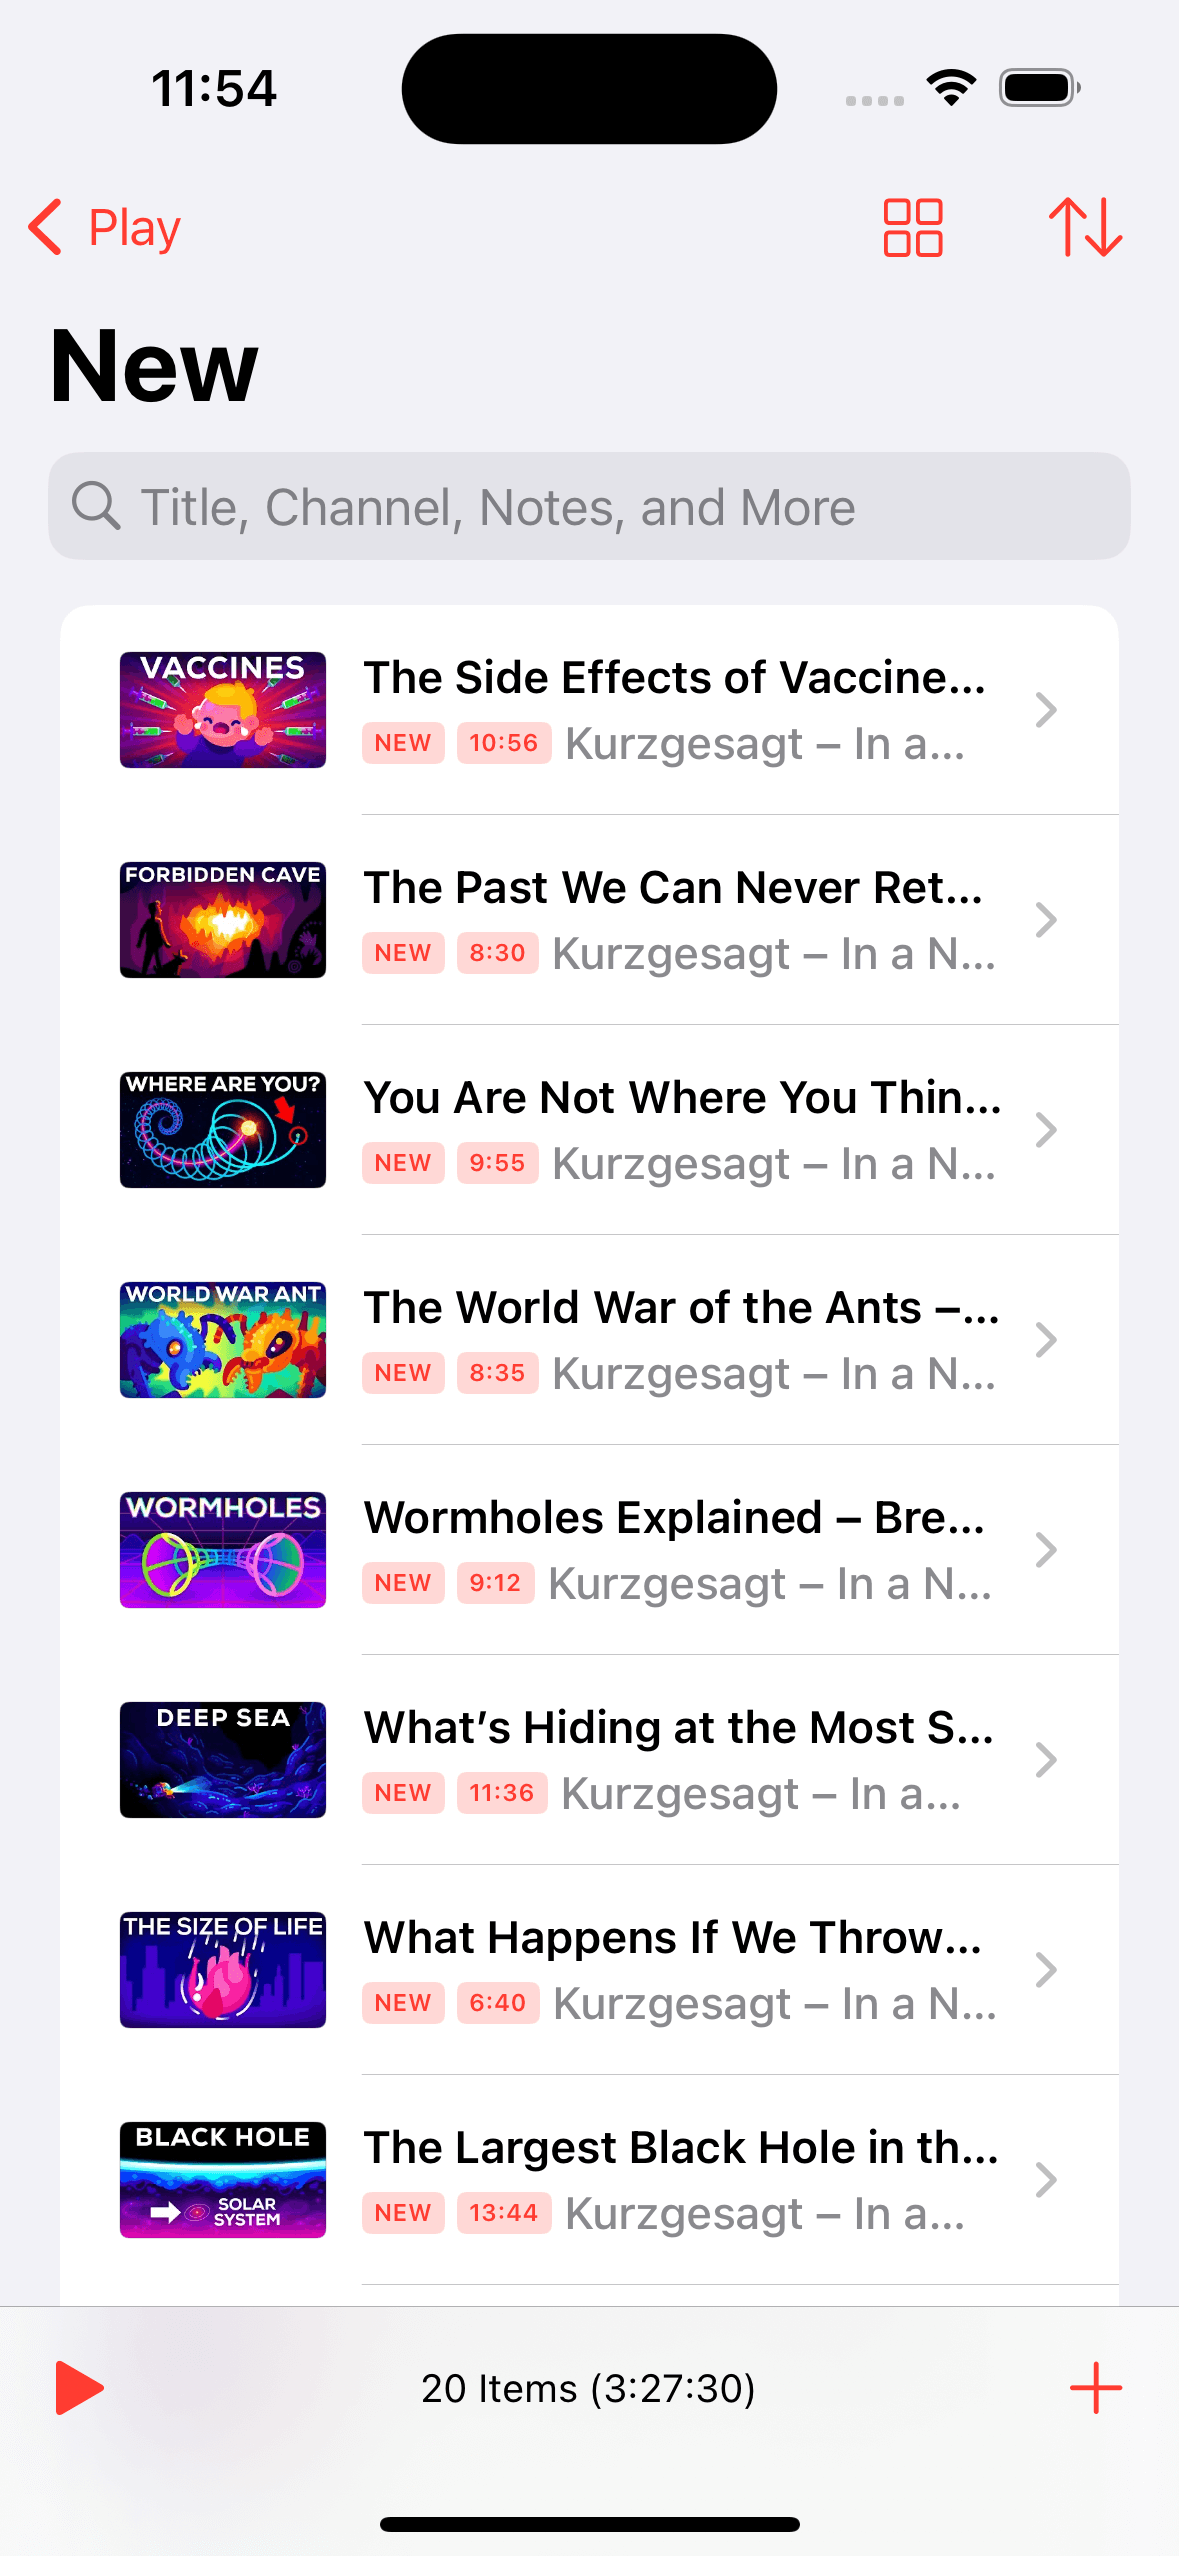 11:54
Play
New
Title, Channel, Notes, and More
VACCINES
The Side Effects of Vaccine...
NEW 10:56 Kurzgesagt – In a...
FORBIDDEN CAVE
The Past We Can Never Ret...
NEW 8:30 Kurzgesagt – In a N...
WHERE ARE YOU?
You Are Not Where You Thin...
NEW 9:55 Kurzgesagt – In a N...
WORLD WAR ANT
The World War of the Ants –...
NEW 8:35 Kurzgesagt – In a N...
WORMHOLES
Wormholes Explained – Bre...
NEW 9:12 Kurzgesagt – In a N...
DEEP SEA
What’s Hiding at the Most S...
NEW 11:36 Kurzgesagt – In a...
THE SIZE OF LIFE
What Happens If We Throw...
NEW 6:40 Kurzgesagt – In a N...
BLACK HOLE
SOLAR
SYSTEM
The Largest Black Hole in th...
NEW 13:44 Kurzgesagt – In a...
20 Items (3:27:30)